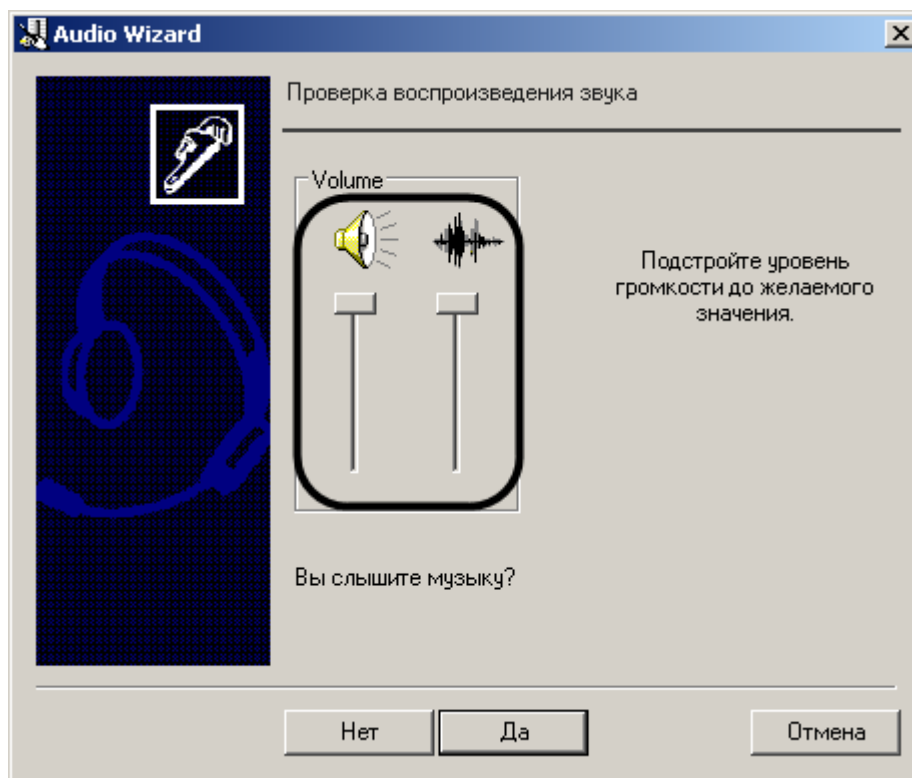 Audio Wizard
Проверка воспроизведения звука
Volume
Подстройте уровень
громкости до желаемого
значения.
Вы слышите музыку?
Нет
Да
Отмена